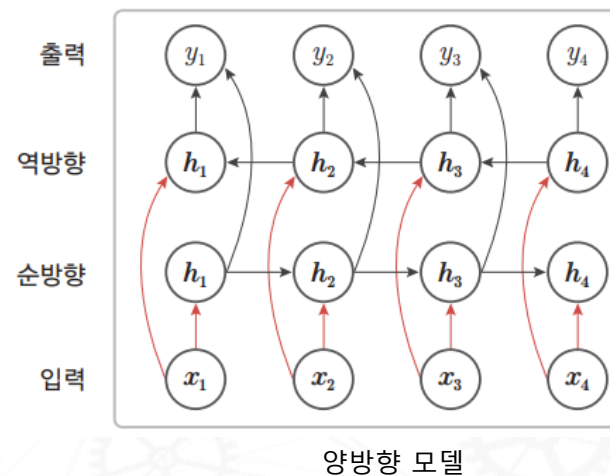 출력 y₁ y₂ y₃ y₄
역방향 h₁ h₂ h₃ h₄
순방향 h₁ h₂ h₃ h₄
입력 x₁ x₂ x₃ x₄
양방향 모델